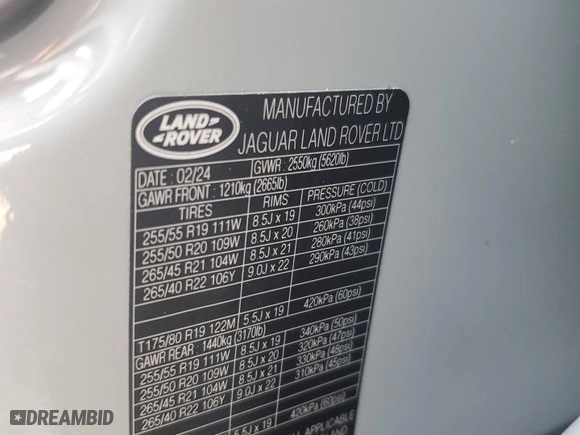 LAND-
-ROVER
MANUFACTURED BY
JAGUAR LAND ROVER LTD
DATE : 02/24 GVWR : 2550kg (5620lb)
GAWR FRONT : 1210kg (2665lb)
TIRES RIMS PRESSURE (COLD)
255/55 R19 111W 8.5J x 19 300kPa (44psi)
255/50 R20 109W 8.5J x 20 260kPa (38psi)
265/45 R21 104W 8.5J x 21 280kPa (41psi)
265/40 R22 106Y 9.0J x 22 290kPa (43psi)
T175/80 R19 122M 5.5J x 19 420kPa (60psi)
GAWR REAR : 1440kg (3170lb)
255/55 R19 111W 8.5J x 19 340kPa (50psi)
255/50 R20 109W 8.5J x 20 320kPa (47psi)
265/45 R21 104W 8.5J x 21 330kPa (48psi)
265/40 R22 106Y 9.0J x 22 310kPa (45psi)
5.5J x 19 420kPa (60psi)
APPLICABLE
DREAMBID